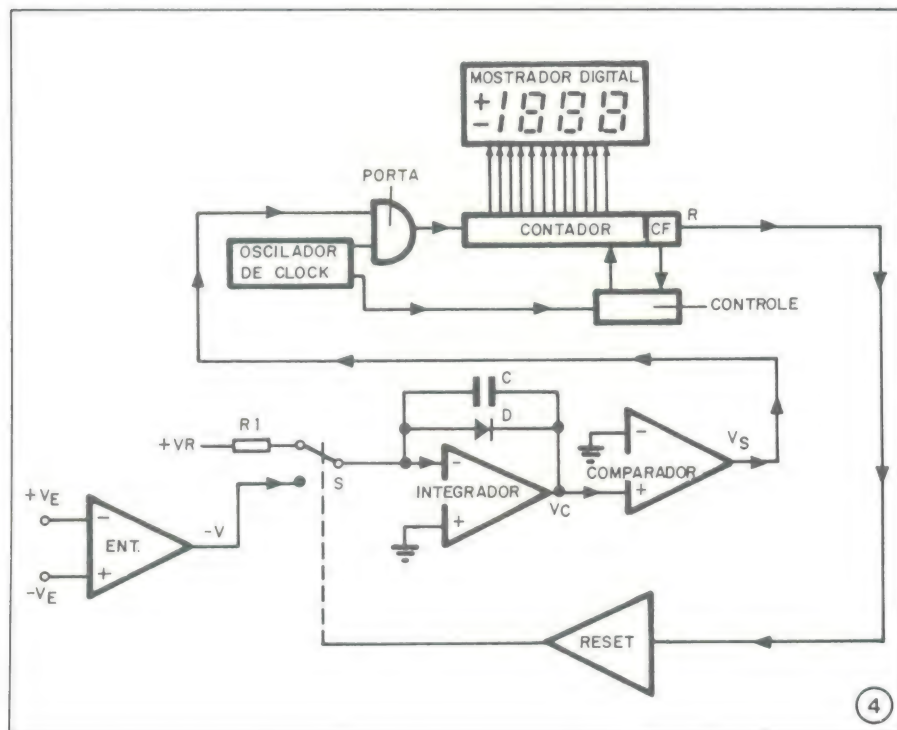 MOSTRADOR DIGITAL
+
- 1888
PORTA
CONTADOR
CF
R
OSCILADOR
DE CLOCK
CONTROLE
C
D
R1
+VR
S
INTEGRADOR
-
+
VC
COMPARADOR
-
+
VS
+VE
-VE
ENT.
-
+
-V
RESET
4